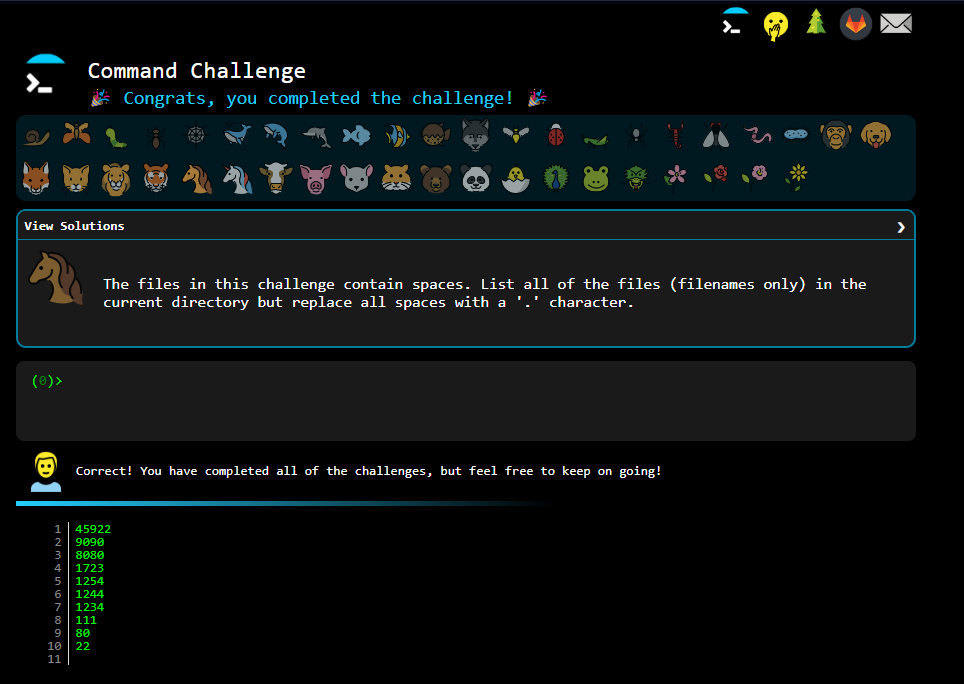 Command Challenge
🎉 Congrats, you completed the challenge! 🎉
View Solutions ❯
The files in this challenge contain spaces. List all of the files (filenames only) in the
current directory but replace all spaces with a '.' character.
(0)>
Correct! You have completed all of the challenges, but feel free to keep on going!
1 45922
2 9090
3 8080
4 1723
5 1254
6 1244
7 1234
8 111
9 80
10 22
11